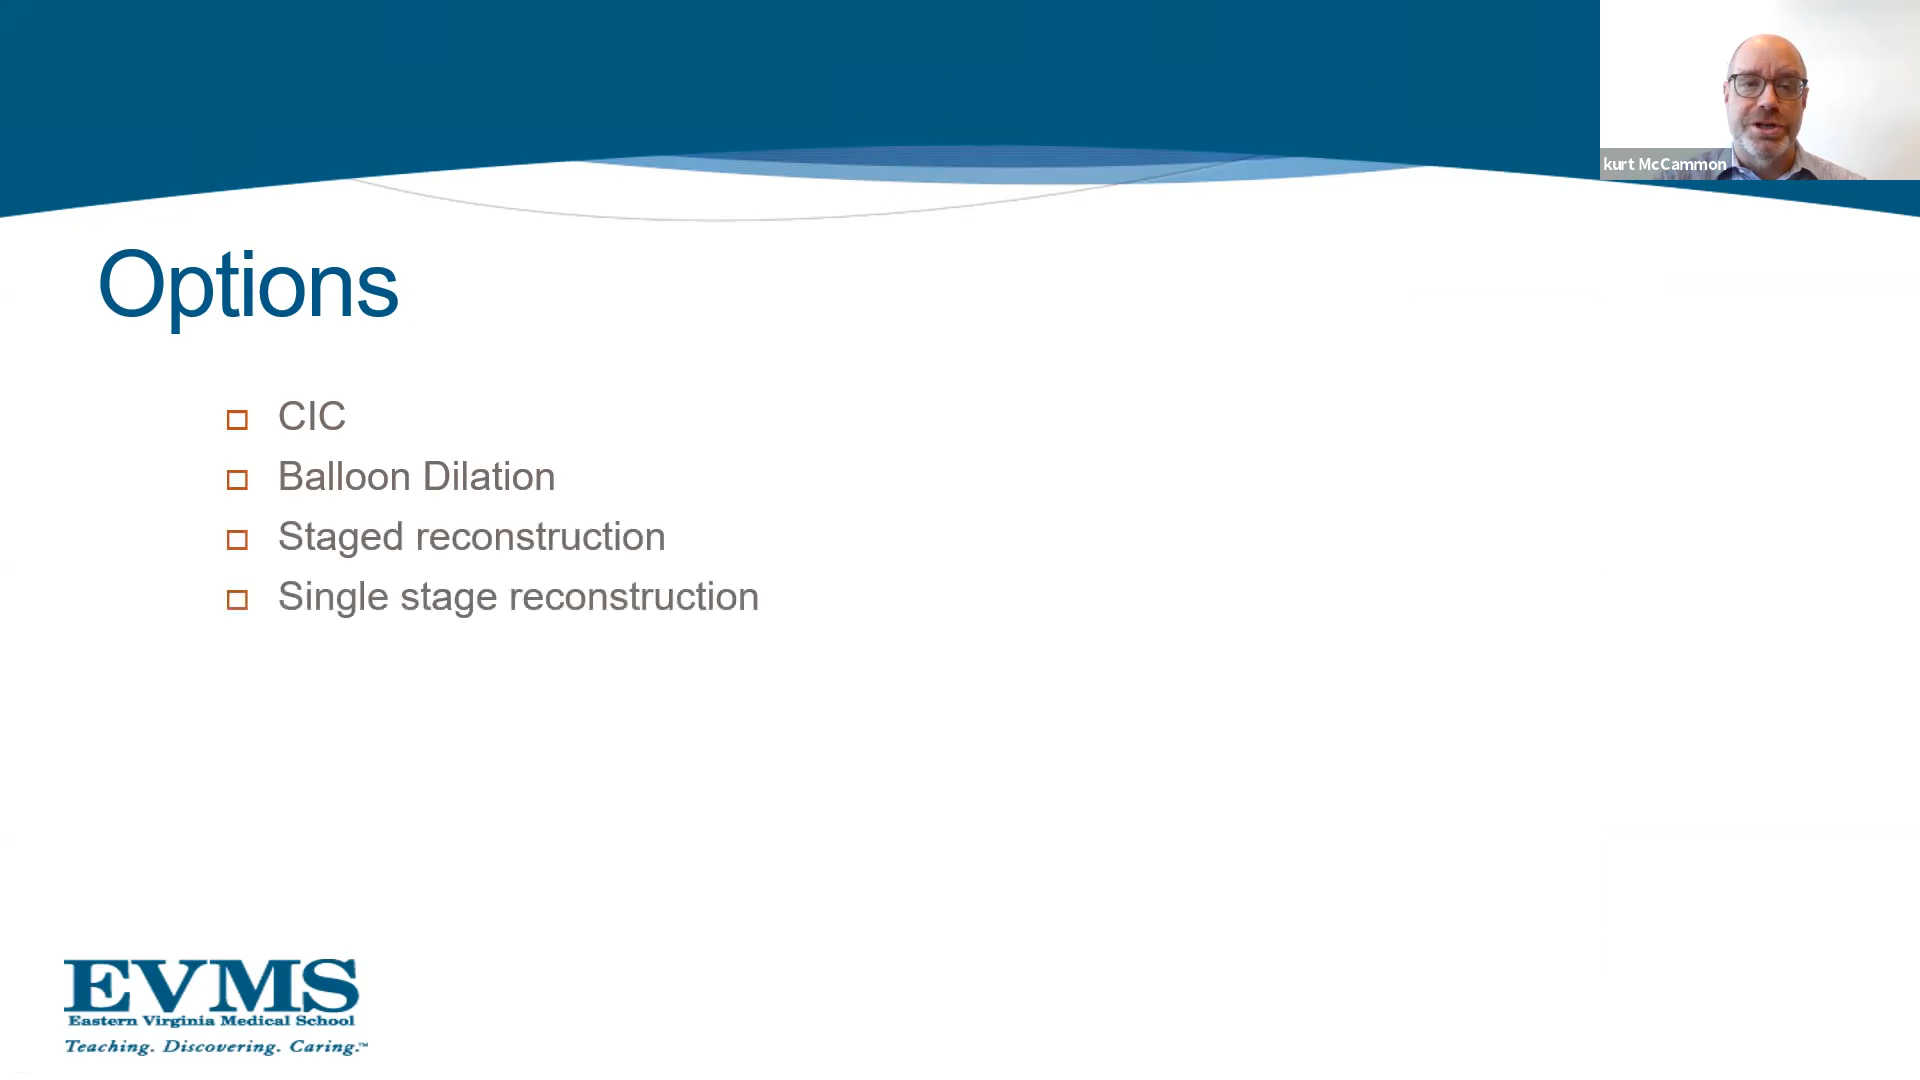 kurt McCammon
Options
CIC
Balloon Dilation
Staged reconstruction
Single stage reconstruction
EVMS
Eastern Virginia Medical School
Teaching. Discovering. Caring.™